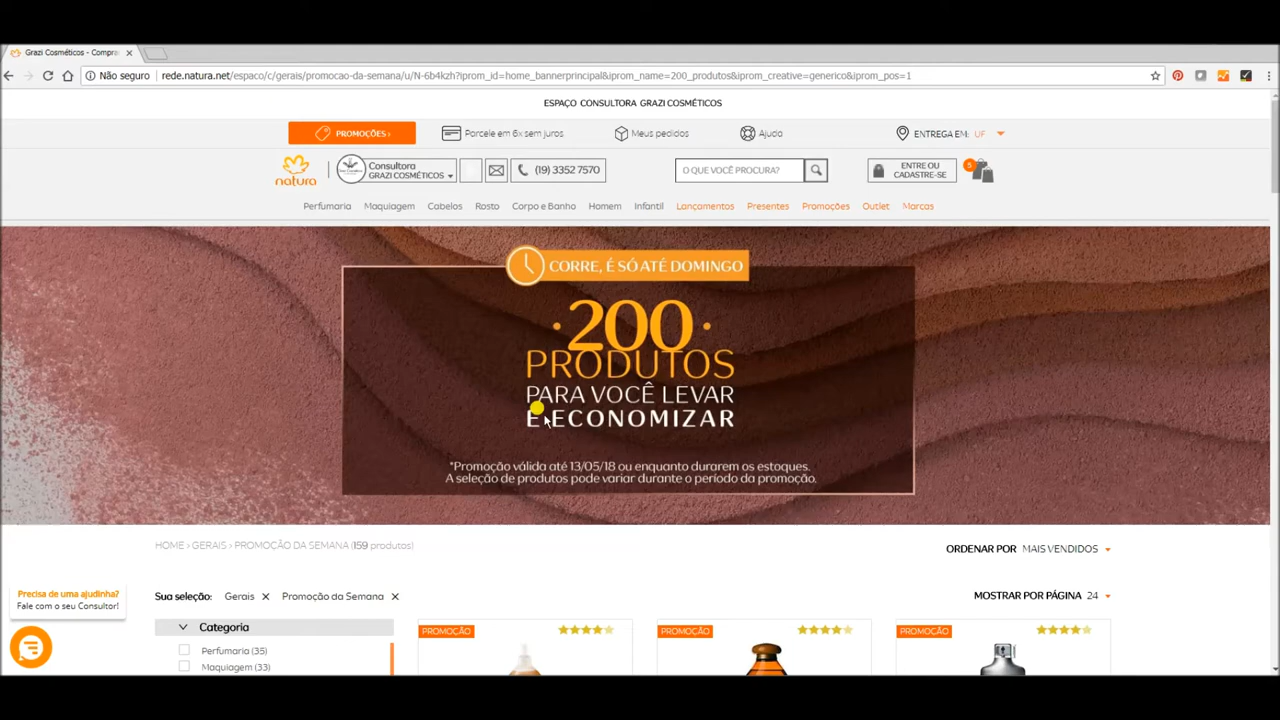 Grazi Cosméticos - Compre
Não seguro
rede.natura.net/espaco/c/gerais/promocao-da-semana/u/N-6b4kzh?iprom_id=home_bannerprincipal&iprom_name=200_produtos&iprom_creative=generico&iprom_pos=1
ESPAÇO CONSULTORA GRAZI COSMÉTICOS
PROMOÇÕES ›
Parcele em 6x sem juros
Meus pedidos
Ajuda
ENTREGA EM: UF
natura
Consultora
GRAZI COSMÉTICOS
(19) 3352 7570
O QUE VOCÊ PROCURA?
ENTRE OU
CADASTRE-SE
5
Perfumaria Maquiagem Cabelos Rosto Corpo e Banho Homem Infantil Lançamentos Presentes Promoções Outlet Marcas
CORRE, É SÓ ATÉ DOMINGO
·200·
PRODUTOS
PARA VOCÊ LEVAR
E ECONOMIZAR
*Promoção válida até 13/05/18 ou enquanto durarem os estoques.
A seleção de produtos pode variar durante o período da promoção.
HOME > GERAIS > PROMOÇÃO DA SEMANA (159 produtos)
ORDENAR POR MAIS VENDIDOS
Precisa de uma ajudinha?
Fale com o seu Consultor!
Sua seleção: Gerais × Promoção da Semana ×
MOSTRAR POR PÁGINA 24
Categoria
Perfumaria (35)
Maquiagem (33)
PROMOÇÃO
PROMOÇÃO
PROMOÇÃO